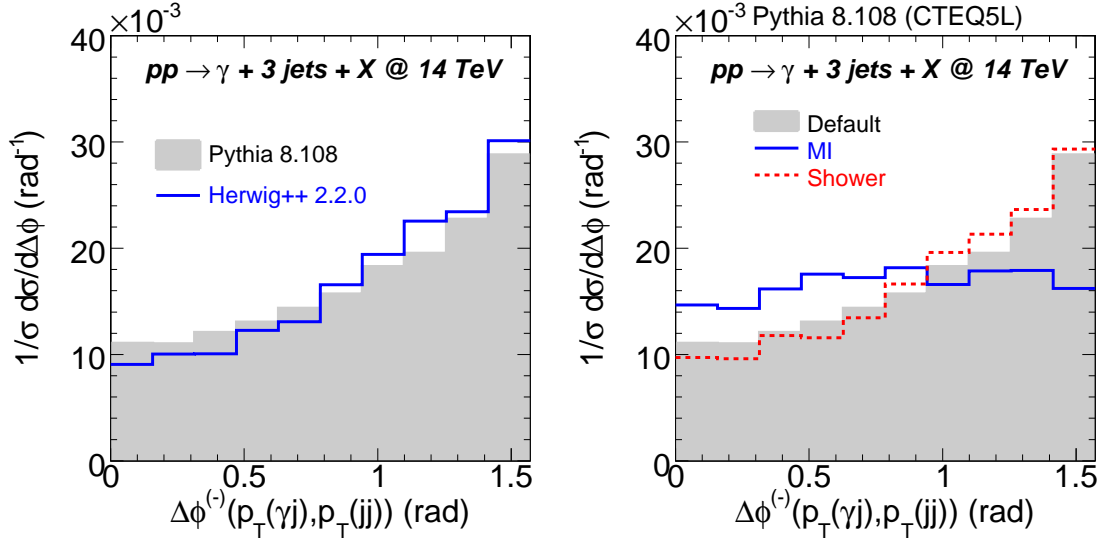 ×10⁻³
40
30
20
10
0
1/σ dσ/dΔϕ (rad⁻¹)
pp → γ + 3 jets + X @ 14 TeV
Pythia 8.108
Herwig++ 2.2.0
0 0.5 1 1.5
Δϕ⁽⁻⁾(p_T(γj),p_T(jj)) (rad)
×10⁻³ Pythia 8.108 (CTEQ5L)
40
30
20
10
0
1/σ dσ/dΔϕ (rad⁻¹)
pp → γ + 3 jets + X @ 14 TeV
Default
MI
Shower
0 0.5 1 1.5
Δϕ⁽⁻⁾(p_T(γj),p_T(jj)) (rad)